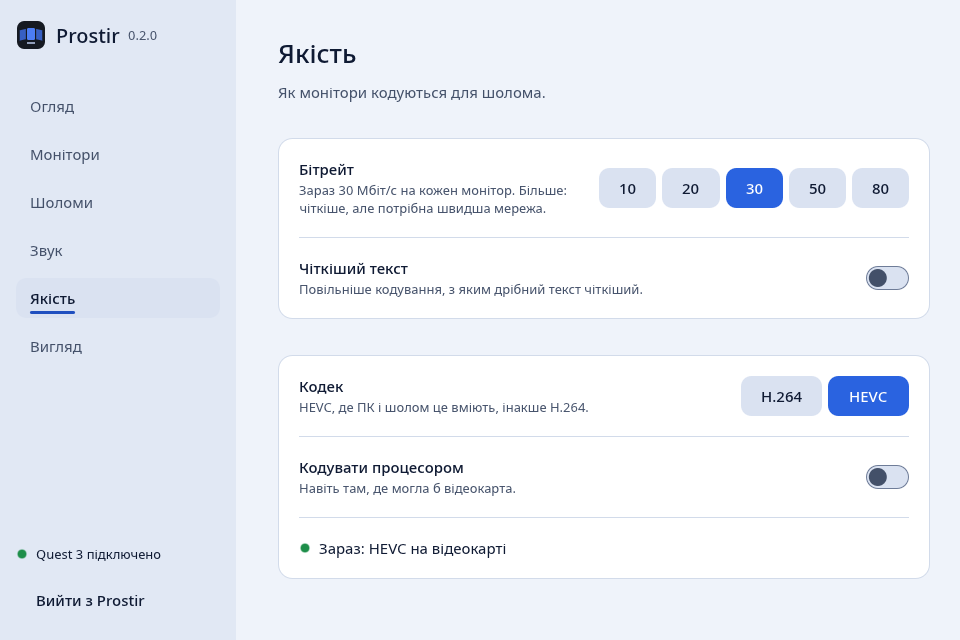 Prostir 0.2.0
Огляд
Монітори
Шоломи
Звук
Якість
Вигляд
Quest 3 підключено
Вийти з Prostir
Якість
Як монітори кодуються для шолома.
Бітрейт
Зараз 30 Мбіт/с на кожен монітор. Більше:
чіткіше, але потрібна швидша мережа.
10 20 30 50 80
Чіткіший текст
Повільніше кодування, з яким дрібний текст чіткіший.
Кодек
HEVC, де ПК і шолом це вміють, інакше H.264.
H.264 HEVC
Кодувати процесором
Навіть там, де могла б відеокарта.
Зараз: HEVC на відеокарті